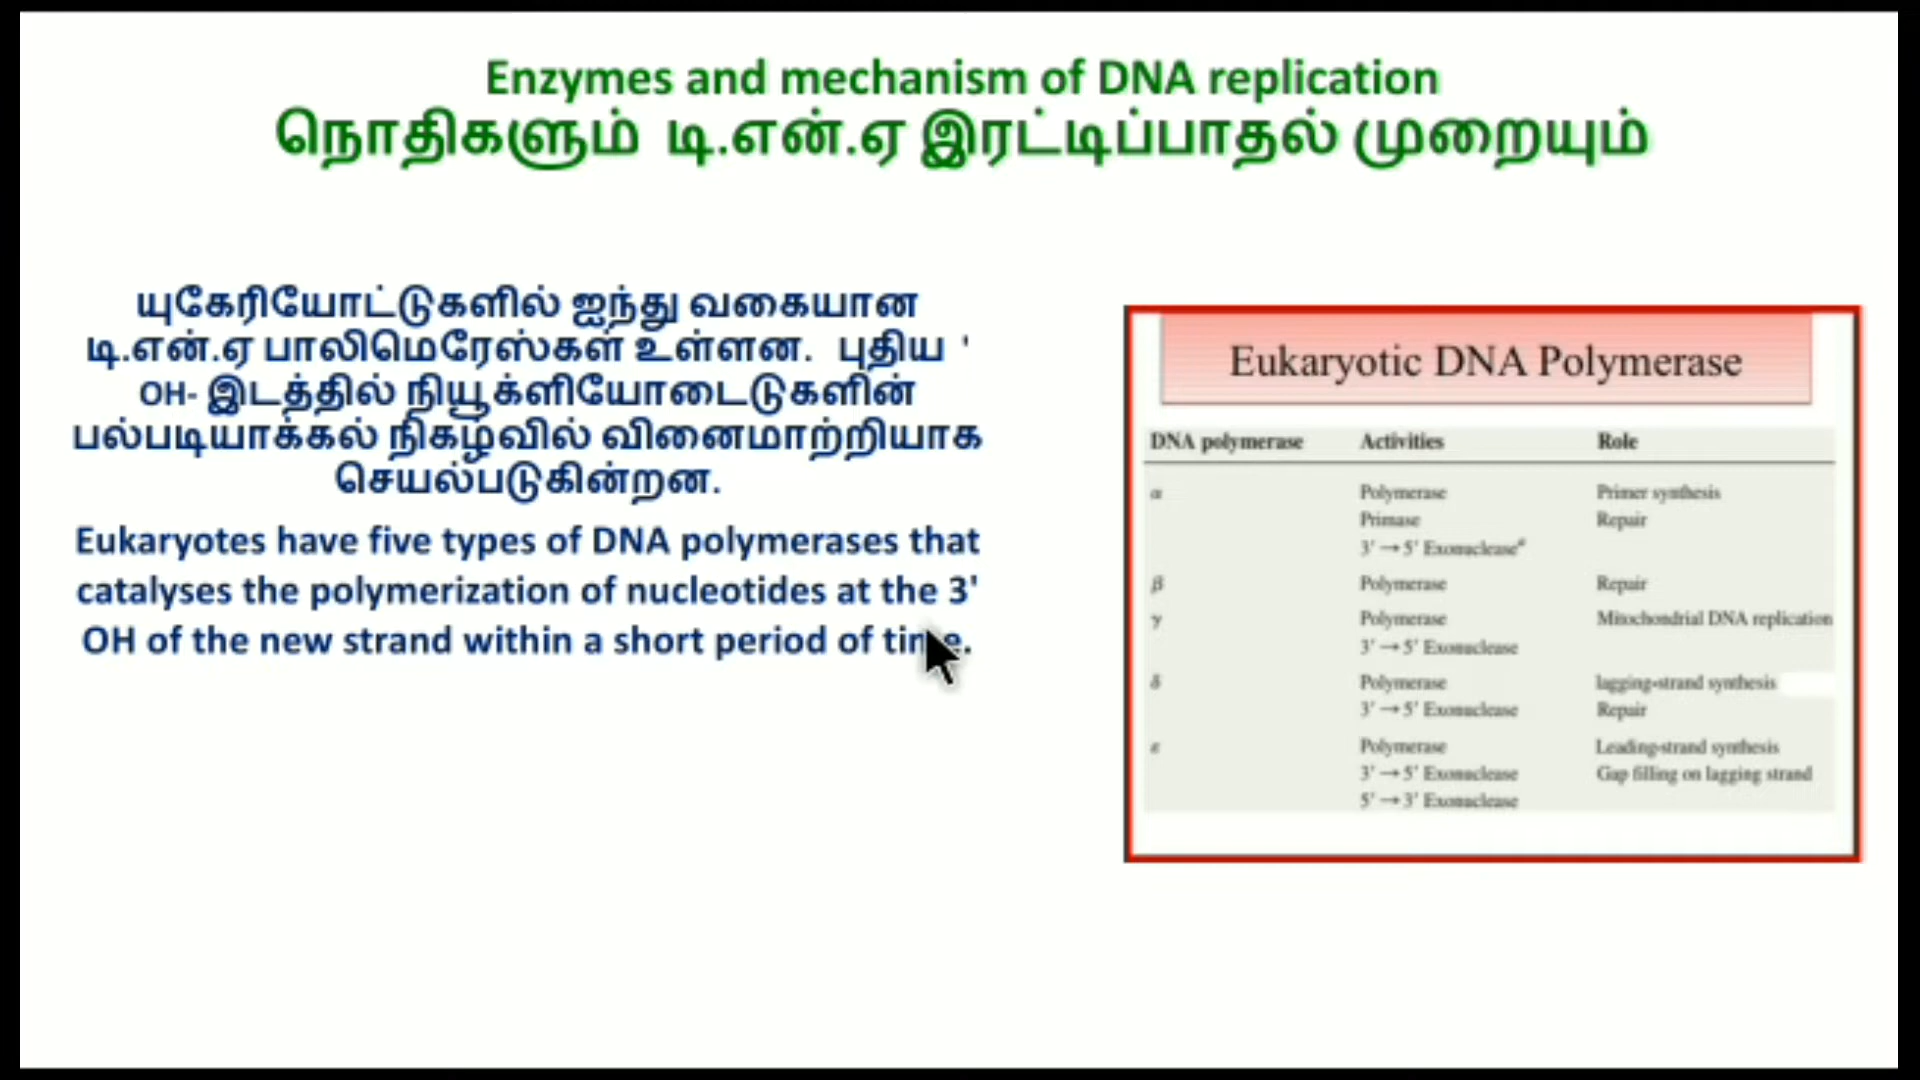 Enzymes and mechanism of DNA replication
நொதிகளும் டி.என்.ஏ இரட்டிப்பாதல் முறையும்
யுகேரியோட்டுகளில் ஐந்து வகையான
டி.என்.ஏ பாலிமெரேஸ்கள் உள்ளன. புதிய '
OH- இடத்தில் நியூக்ளியோடைடுகளின்
பல்படியாக்கல் நிகழ்வில் வினைமாற்றியாக
செயல்படுகின்றன.
Eukaryotes have five types of DNA polymerases that
catalyses the polymerization of nucleotides at the 3'
OH of the new strand within a short period of time.
Eukaryotic DNA Polymerase
DNA polymerase Activities Role
α Polymerase Primer synthesis
Primase Repair
3' → 5' Exonucleaseᵃ
β Polymerase Repair
γ Polymerase Mitochondrial DNA replication
3' → 5' Exonuclease
δ Polymerase lagging-strand synthesis
3' → 5' Exonuclease Repair
ε Polymerase Leading-strand synthesis
3' → 5' Exonuclease Gap filling on lagging strand
5' → 3' Exonuclease